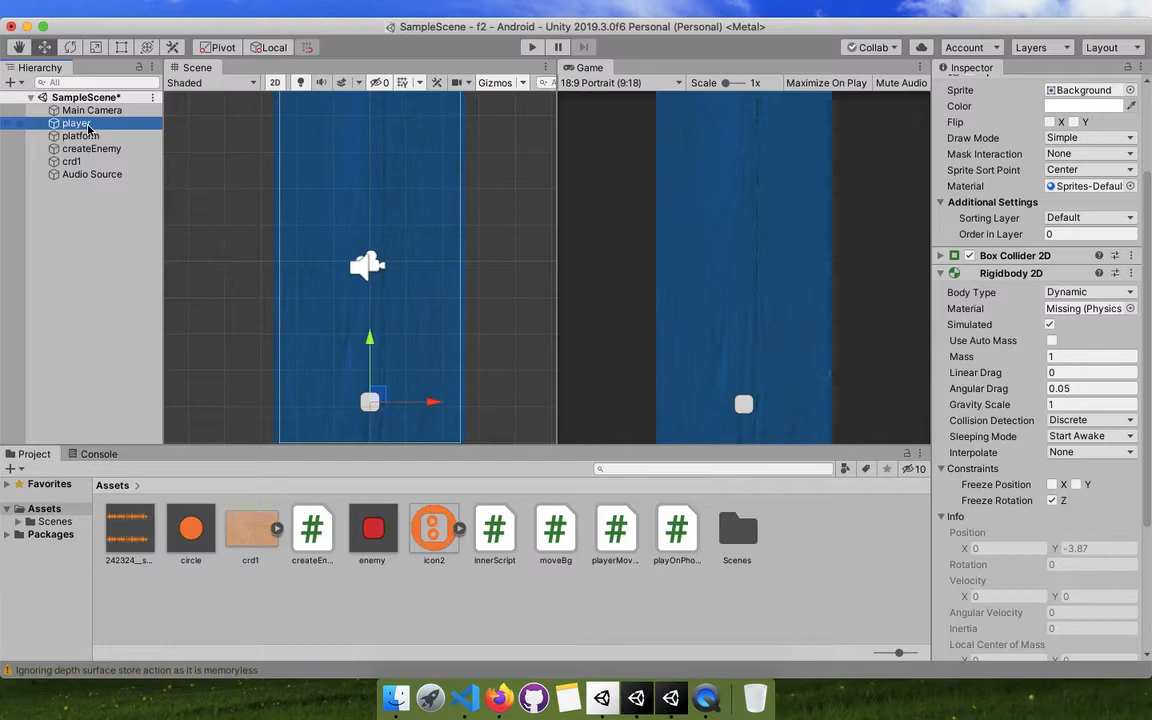 SampleScene - f2 - Android - Unity 2019.3.0f6 Personal (Personal) <Metal>
Pivot Local Collab Account Layers Layout
Hierarchy Scene Game Inspector
All Shaded 2D 0 Gizmos 18:9 Portrait (9:18) Scale 1x Maximize On Play Mute Audio
SampleScene*
Main Camera
player
platform
createEnemy
crd1
Audio Source
Sprite Background
Color
Flip X Y
Draw Mode Simple
Mask Interaction None
Sprite Sort Point Center
Material Sprites-Defaul
Additional Settings
Sorting Layer Default
Order in Layer 0
Box Collider 2D
Rigidbody 2D
Body Type Dynamic
Material Missing (Physics
Simulated
Use Auto Mass
Mass 1
Linear Drag 0
Angular Drag 0.05
Gravity Scale 1
Collision Detection Discrete
Sleeping Mode Start Awake
Interpolate None
Constraints
Freeze Position X Y
Freeze Rotation Z
Info
Position
X 0 Y -3.87
Rotation 0
Velocity
X 0 Y 0
Angular Velocity 0
Inertia 0
Local Center of Mass
Project Console
10
Favorites
Assets
Scenes
Packages
Assets
242324__s... circle crd1 createEn... enemy icon2 innerScript moveBg playerMov... playOnPho... Scenes
Ignoring depth surface store action as it is memoryless